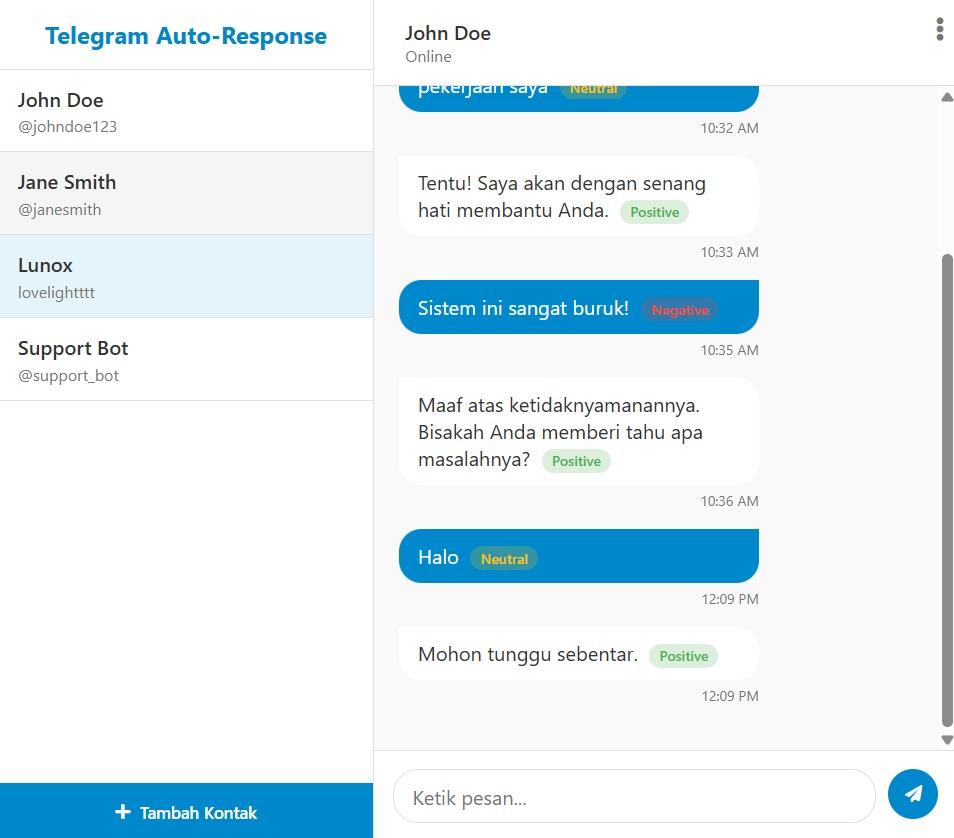 Telegram Auto-Response
John Doe
@johndoe123
Jane Smith
@janesmith
Lunox
lovelightttt
Support Bot
@support_bot
+ Tambah Kontak
John Doe
Online
pekerjaan saya Neutral
10:32 AM
Tentu! Saya akan dengan senang
hati membantu Anda. Positive
10:33 AM
Sistem ini sangat buruk! Negative
10:35 AM
Maaf atas ketidaknyamanannya.
Bisakah Anda memberi tahu apa
masalahnya? Positive
10:36 AM
Halo Neutral
12:09 PM
Mohon tunggu sebentar. Positive
12:09 PM
Ketik pesan...